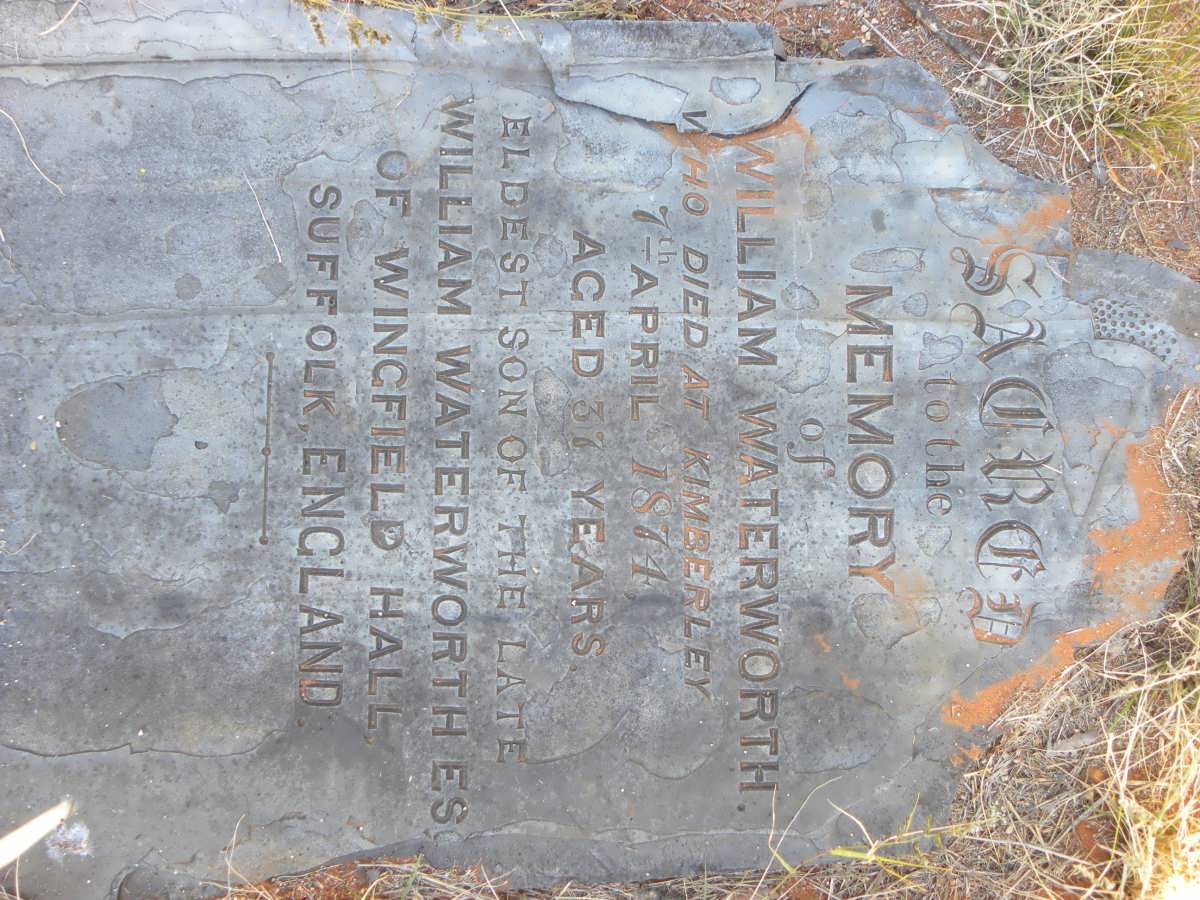 SACRED
to the
MEMORY
of
WILLIAM WATERWORTH.
WHO DIED AT KIMBERLEY
7th APRIL 1874,
AGED 37 YEARS,
ELDEST SON OF THE LATE
WILLIAM WATERWORTH ES,
OF WINGFIELD HALL
SUFFOLK, ENGLAND.